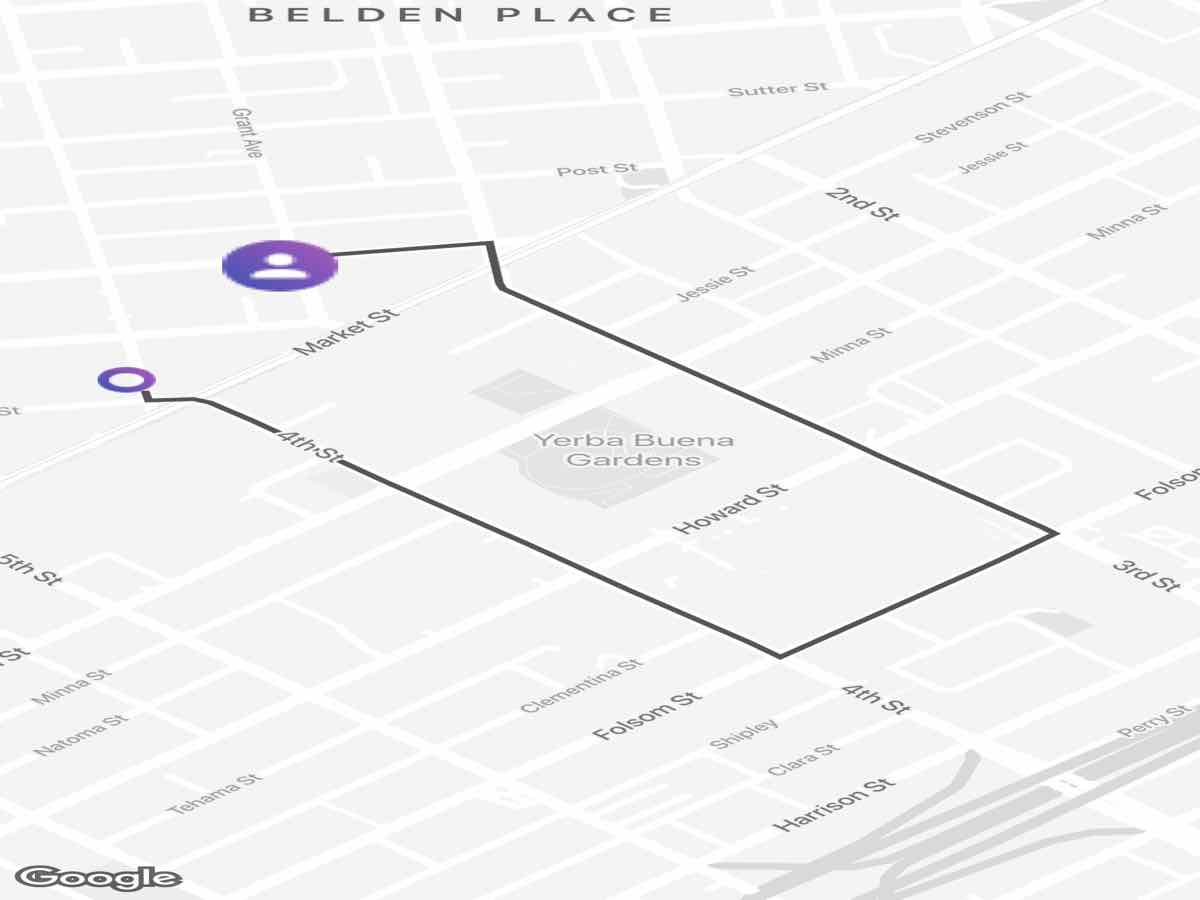 BELDEN PLACE
Sutter St
Grant Ave
Stevenson St
Jessie St
Post St
2nd St
Minna St
Jessie St
Market St
Minna St
St
4th St
Yerba Buena
Gardens
Howard St
Folsom
5th St
3rd St
St
Minna St
Clementina St
4th St
Folsom St
Natoma St
Shipley
Perry St
Clara St
Tehama St
Harrison St
Google